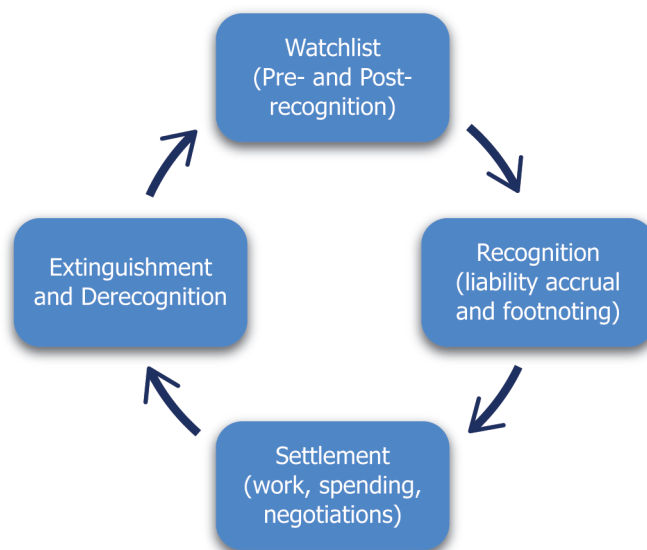 Watchlist
(Pre- and Post-
recognition)
Recognition
(liability accrual
and footnoting)
Settlement
(work, spending,
negotiations)
Extinguishment
and Derecognition